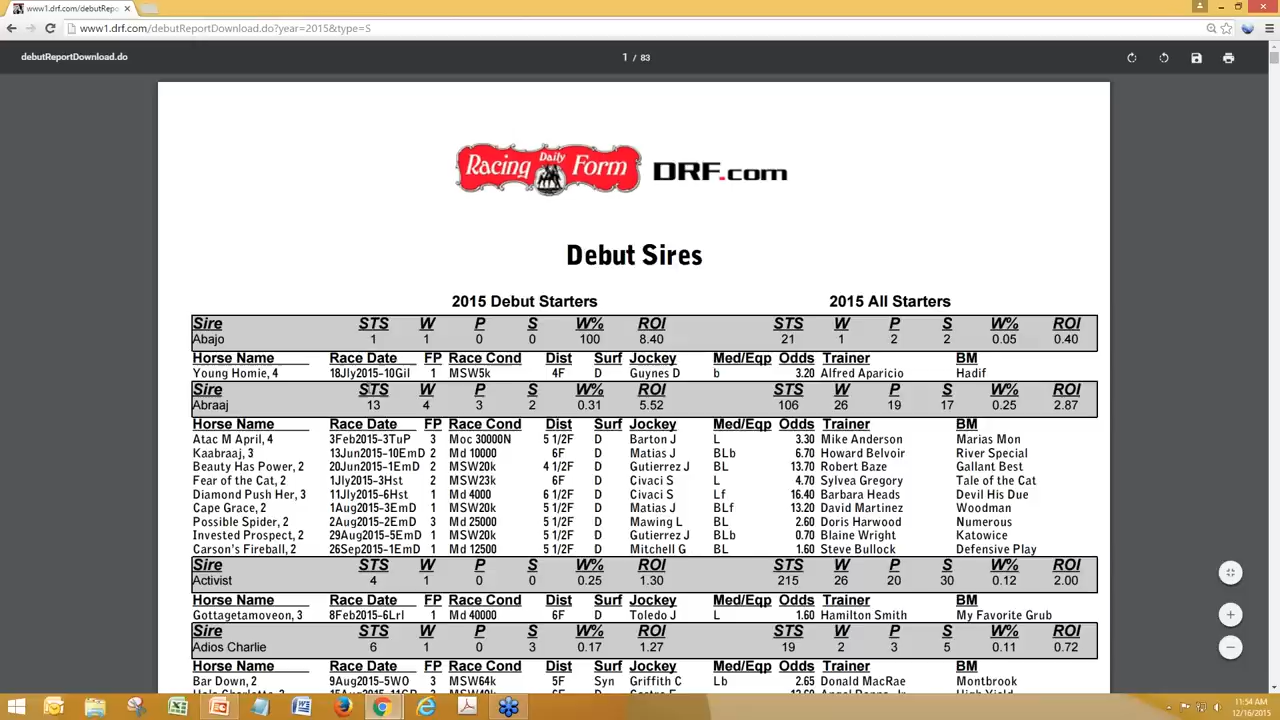 www1.drf.com/debutRepor
www1.drf.com/debutReportDownload.do?year=2015&type=S
debutReportDownload.do 1 / 83
Racing Daily Form DRF.com
Debut Sires
2015 Debut Starters 2015 All Starters
Sire STS W P S W% ROI STS W P S W% ROI
Abajo 1 1 0 0 100 8.40 21 1 2 2 0.05 0.40
Horse Name Race Date FP Race Cond Dist Surf Jockey Med/Eqp Odds Trainer BM
Young Homie, 4 18Jly2015-10Gil 1 MSW5k 4F D Guynes D b 3.20 Alfred Aparicio Hadif
Sire STS W P S W% ROI STS W P S W% ROI
Abraaj 13 4 3 2 0.31 5.52 106 26 19 17 0.25 2.87
Horse Name Race Date FP Race Cond Dist Surf Jockey Med/Eqp Odds Trainer BM
Atac M April, 4 3Feb2015-3TuP 3 Moc 30000N 5 1/2F D Barton J L 3.30 Mike Anderson Marias Mon
Kaabraaj, 3 13Jun2015-10EmD 2 Md 10000 6F D Matias J BLb 6.70 Howard Belvoir River Special
Beauty Has Power, 2 20Jun2015-1EmD 2 MSW20k 4 1/2F D Gutierrez J BL 13.70 Robert Baze Gallant Best
Fear of the Cat, 2 1Jly2015-3Hst 2 MSW23k 6F D Civaci S L 4.70 Sylvea Gregory Tale of the Cat
Diamond Push Her, 3 11Jly2015-6Hst 1 Md 4000 6 1/2F D Civaci S Lf 16.40 Barbara Heads Devil His Due
Cape Grace, 2 1Aug2015-3EmD 1 MSW20k 5 1/2F D Matias J BLf 13.20 David Martinez Woodman
Possible Spider, 2 2Aug2015-2EmD 3 Md 25000 5 1/2F D Mawing L BL 2.60 Doris Harwood Numerous
Invested Prospect, 2 29Aug2015-5EmD 1 MSW20k 5 1/2F D Gutierrez J BLb 0.70 Blaine Wright Katowice
Carson's Fireball, 2 26Sep2015-1EmD 1 Md 12500 5 1/2F D Mitchell G BL 1.60 Steve Bullock Defensive Play
Sire STS W P S W% ROI STS W P S W% ROI
Activist 4 1 0 0 0.25 1.30 215 26 20 30 0.12 2.00
Horse Name Race Date FP Race Cond Dist Surf Jockey Med/Eqp Odds Trainer BM
Gottagetamoveon, 3 8Feb2015-6Lrl 1 Md 40000 6F D Toledo J L 1.60 Hamilton Smith My Favorite Grub
Sire STS W P S W% ROI STS W P S W% ROI
Adios Charlie 6 1 0 3 0.17 1.27 19 2 3 5 0.11 0.72
Horse Name Race Date FP Race Cond Dist Surf Jockey Med/Eqp Odds Trainer BM
Bar Down, 2 9Aug2015-5WO 3 MSW64k 5F Syn Griffith C Lb 2.65 Donald MacRae Montbrook
11:54 AM
12/16/2015